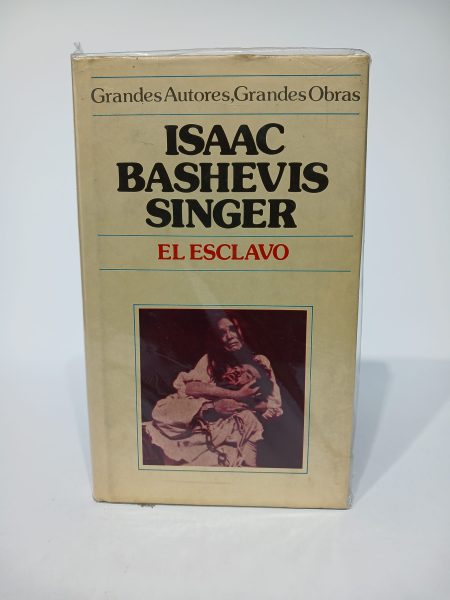 Grandes Autores, Grandes Obras
ISAAC
BASHEVIS
SINGER
EL ESCLAVO